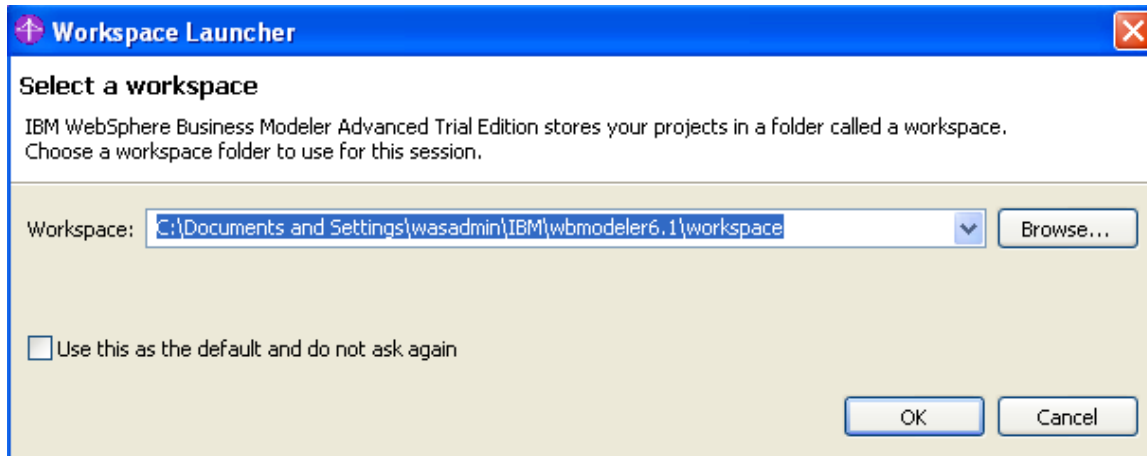 Workspace Launcher
Select a workspace
IBM WebSphere Business Modeler Advanced Trial Edition stores your projects in a folder called a workspace.
Choose a workspace folder to use for this session.
Workspace: C:\Documents and Settings\wasadmin\IBM\wbmodeler6.1\workspace Browse...
Use this as the default and do not ask again
OK Cancel